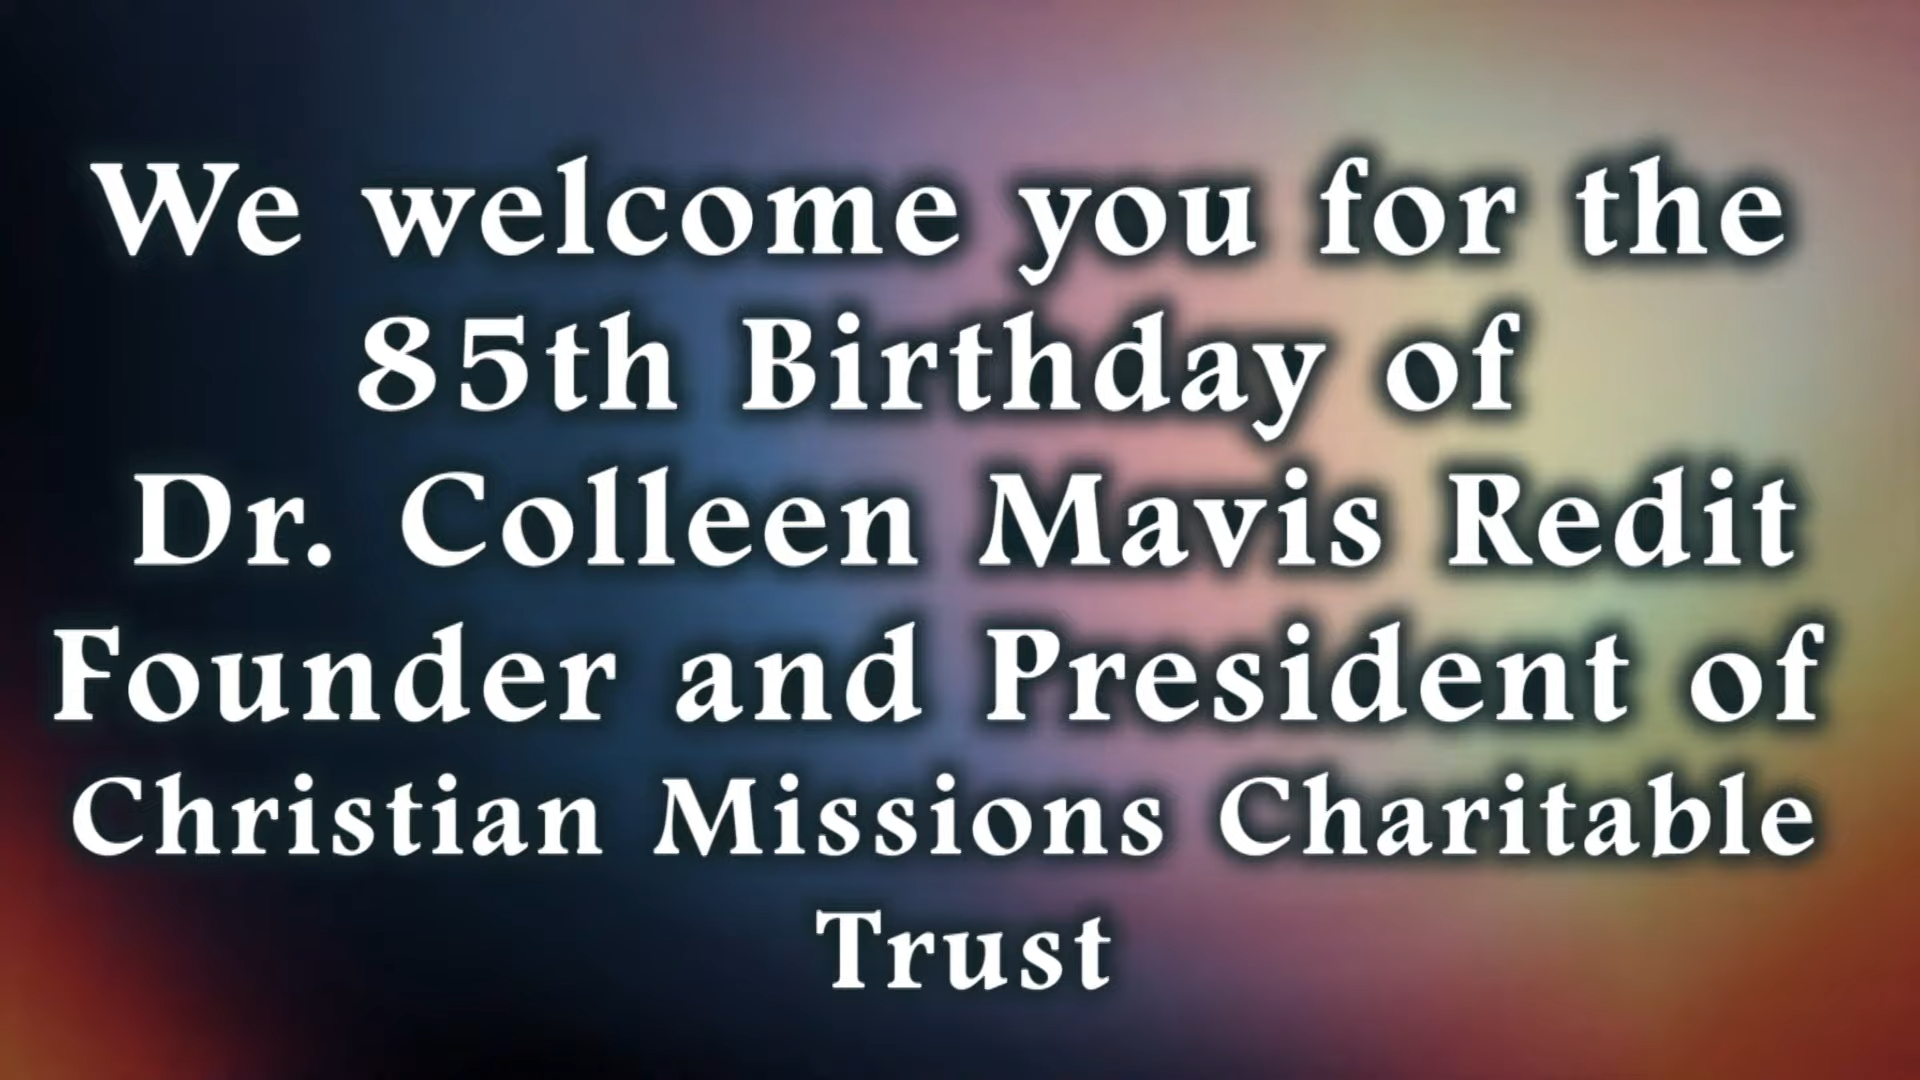 We welcome you for the
85th Birthday of
Dr. Colleen Mavis Redit
Founder and President of
Christian Missions Charitable
Trust